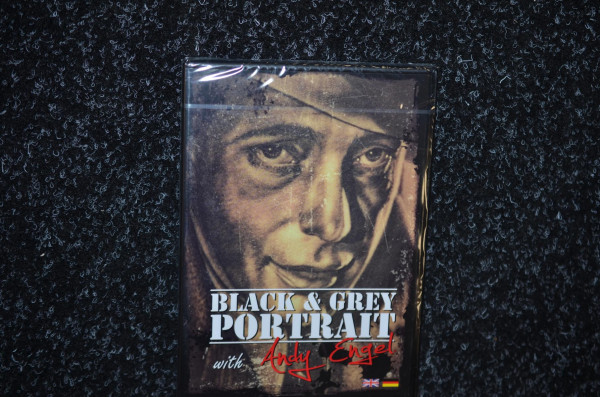 BLACK & GREY
PORTRAIT
with Andy Engel